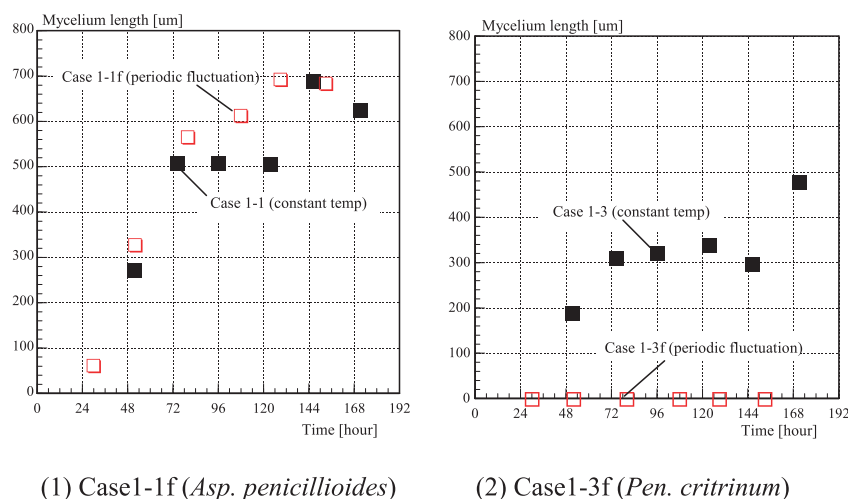 Mycelium length [um]
800
700
600
500
400
300
200
100
0
Case 1-1f (periodic fluctuation)
Case 1-1 (constant temp)
0 24 48 72 96 120 144 168 192
Time [hour]
(1) Case1-1f (Asp. penicillioides)
Mycelium length [um]
800
700
600
500
400
300
200
100
0
Case 1-3 (constant temp)
Case 1-3f (periodic fluctuation)
0 24 48 72 96 120 144 168 192
Time [hour]
(2) Case1-3f (Pen. critrinum)